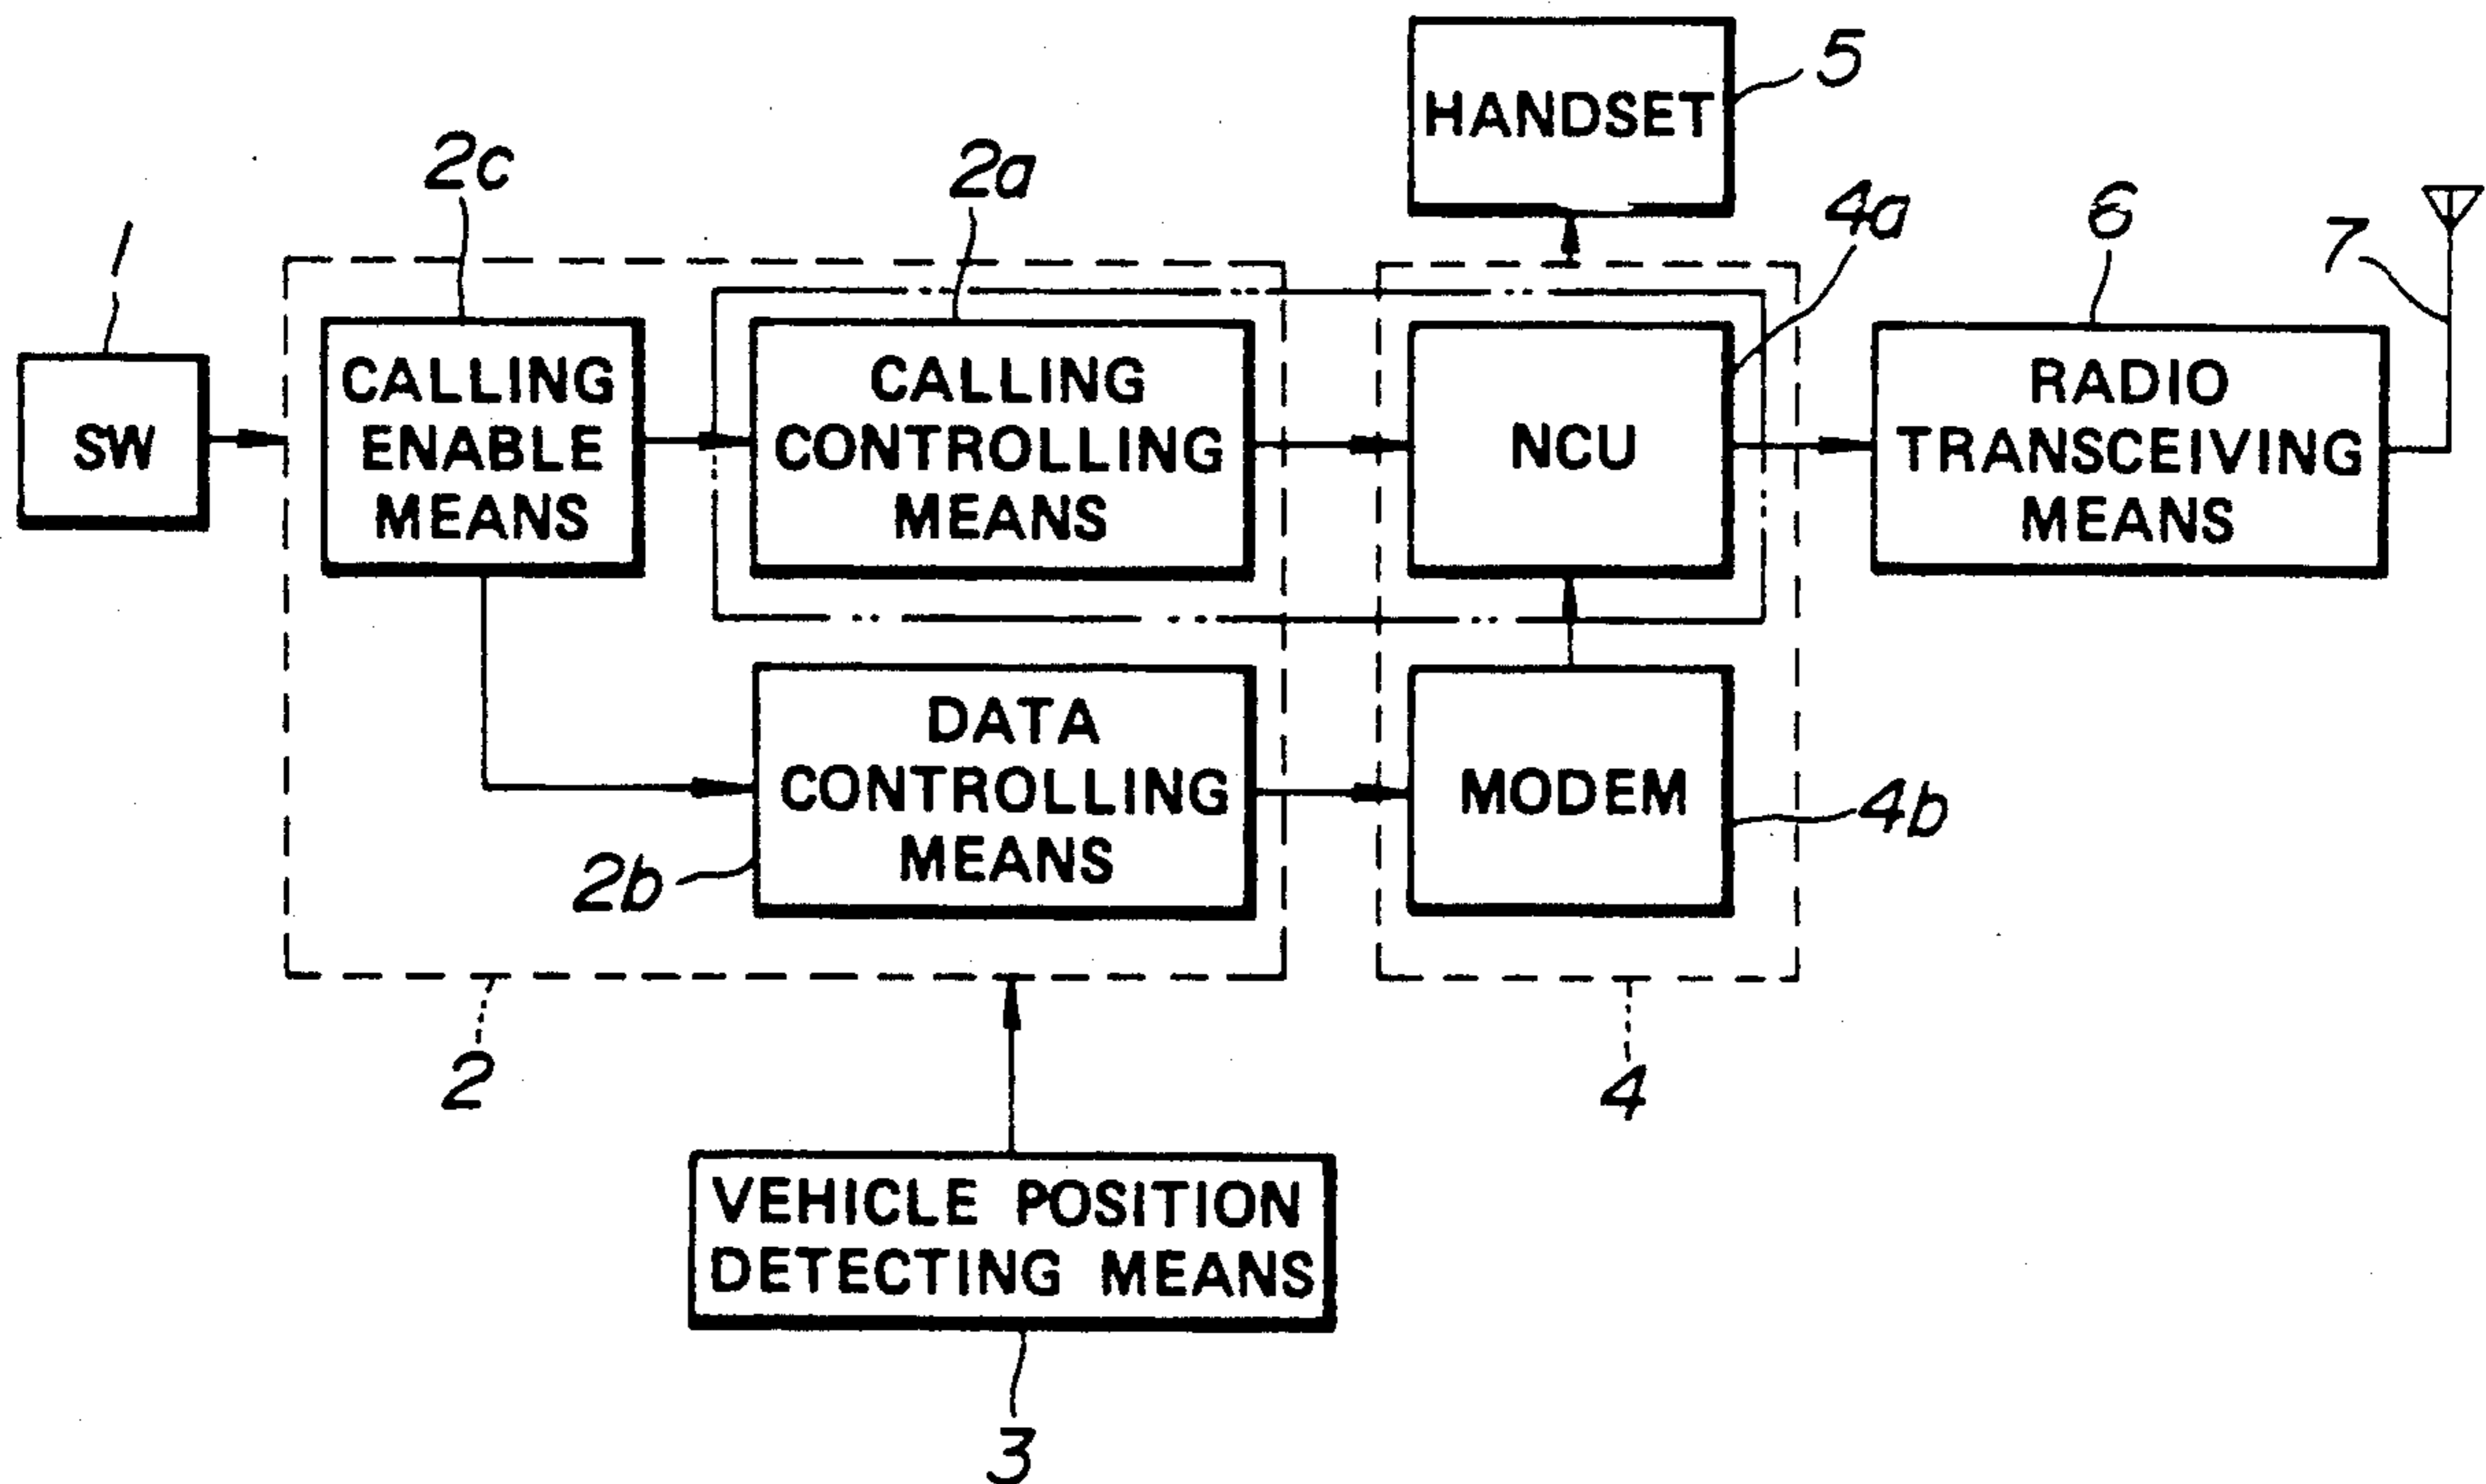 HANDSET
5
2c
2a
4a
6
7
1
SW
CALLING
ENABLE
MEANS
CALLING
CONTROLLING
MEANS
NCU
RADIO
TRANSCEIVING
MEANS
DATA
CONTROLLING
MEANS
2b
MODEM
4b
2
4
VEHICLE POSITION
DETECTING MEANS
3